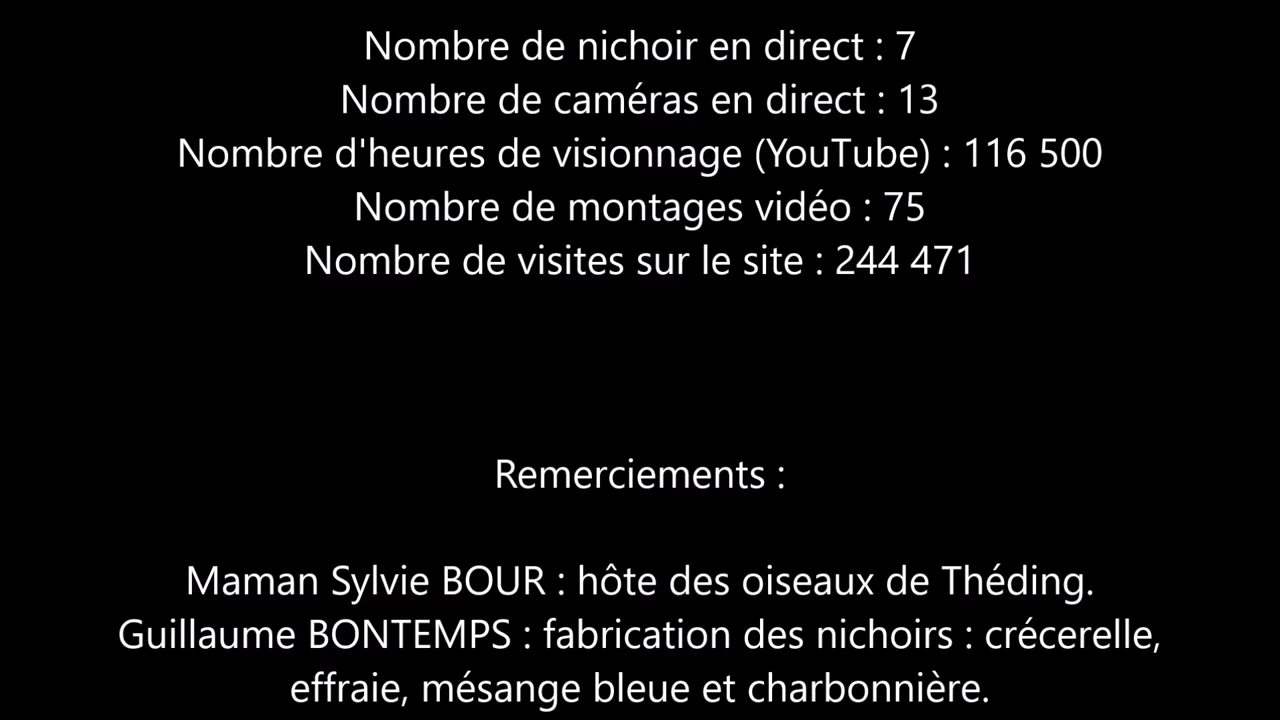 Nombre de nichoir en direct : 7
Nombre de caméras en direct : 13
Nombre d'heures de visionnage (YouTube) : 116 500
Nombre de montages vidéo : 75
Nombre de visites sur le site : 244 471
Remerciements :
Maman Sylvie BOUR : hôte des oiseaux de Théding.
Guillaume BONTEMPS : fabrication des nichoirs : crécerelle,
effraie, mésange bleue et charbonnière.